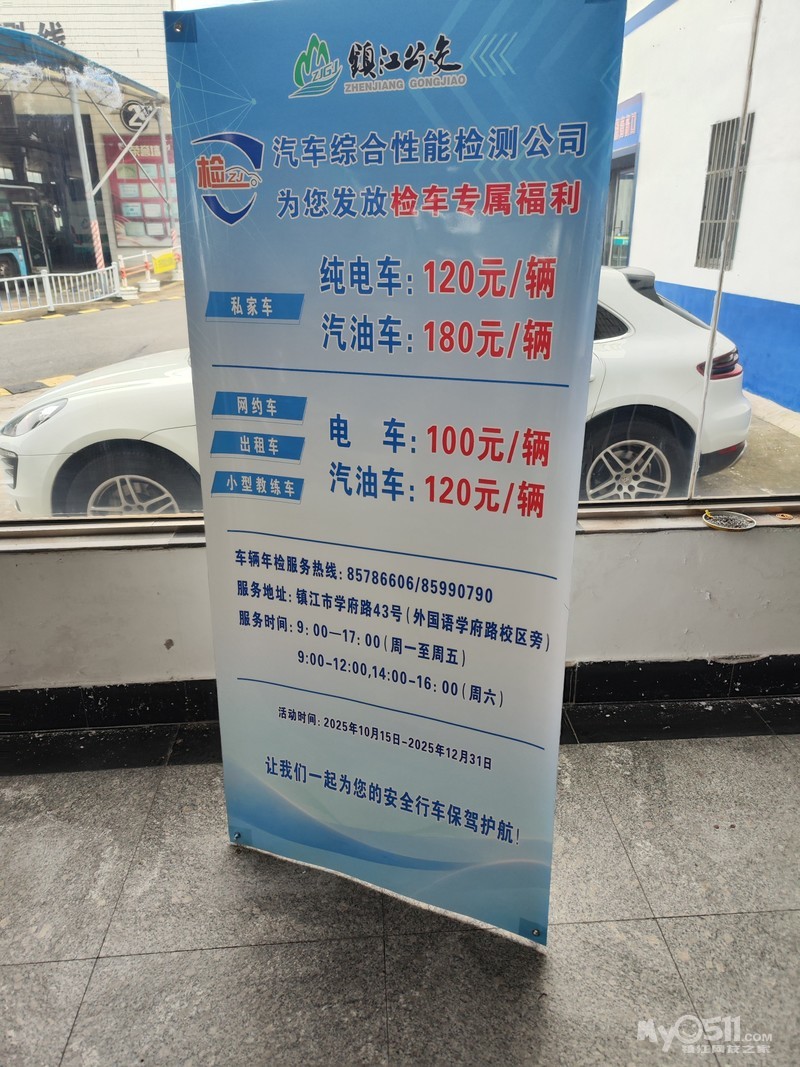 镇江公交
ZHENJIANG GONGJIAO
ZJGJ
检
ZJ
汽车综合性能检测公司
为您发放检车专属福利
私家车
纯电车：120元/辆
汽油车：180元/辆
网约车
出租车
小型教练车
电 车：100元/辆
汽油车：120元/辆
车辆年检服务热线：85786606/85990790
服务地址：镇江市学府路43号（外国语学府路校区旁）
服务时间：9：00—17：00（周一至周五）
9:00-12:00,14:00-16：00（周六）
活动时间：2025年10月15日-2025年12月31日
让我们一起为您的安全行车保驾护航！
My0511.COM